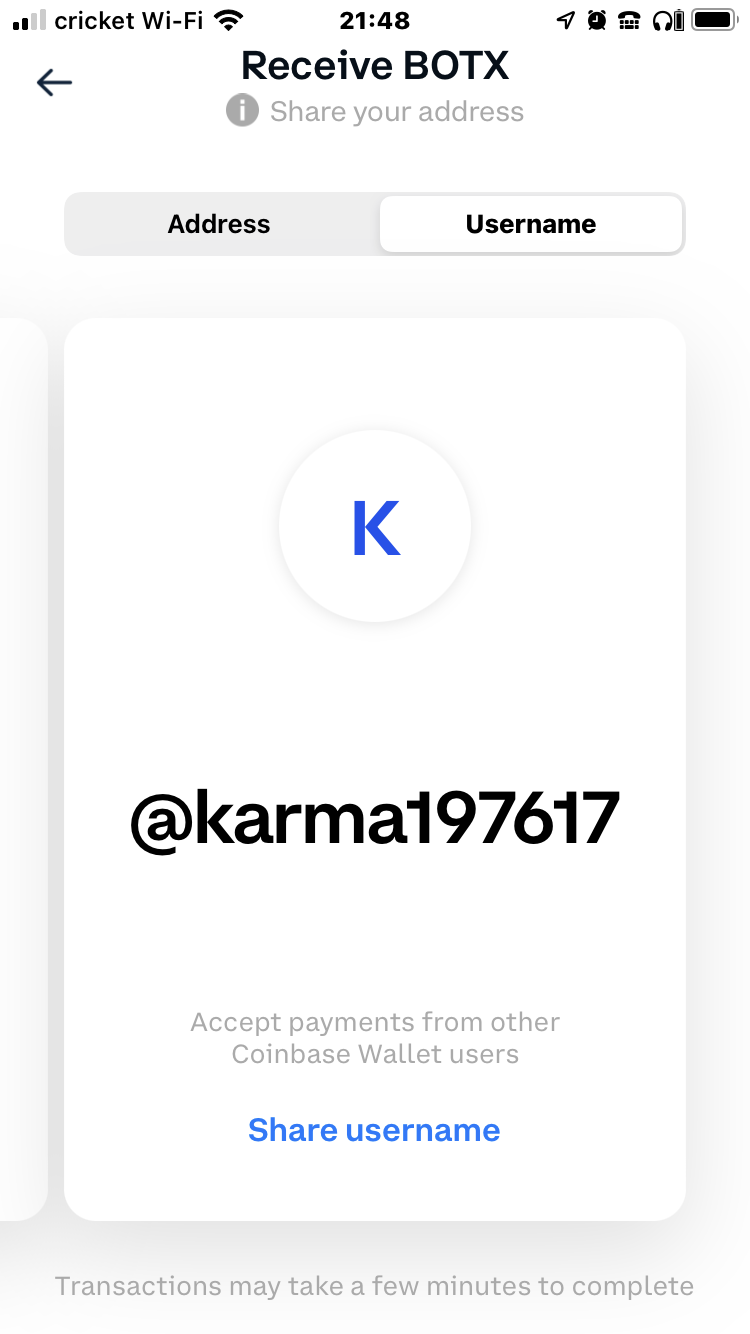 cricket Wi-Fi 21:48
Receive BOTX
i Share your address
Address Username
K
@karma197617
Accept payments from other
Coinbase Wallet users
Share username
Transactions may take a few minutes to complete